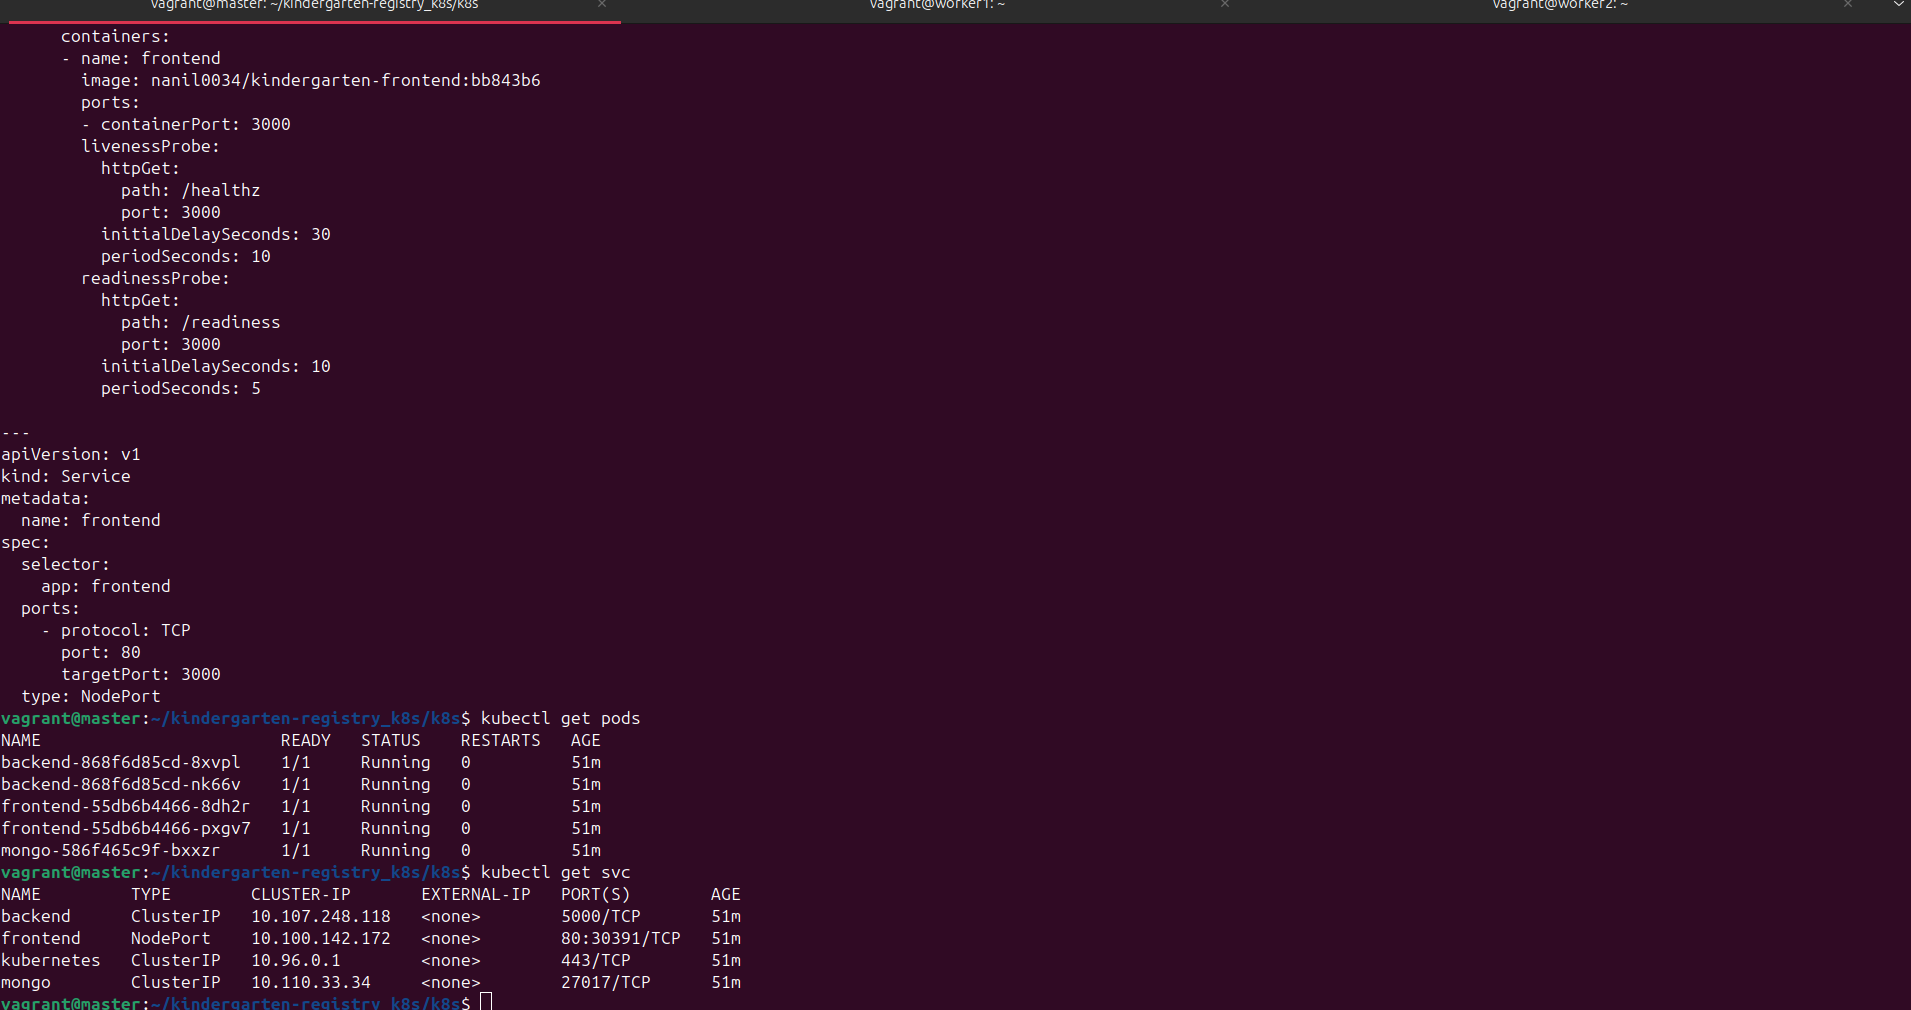 vagrant@master: ~/kindergarten-registry_k8s/k8s × vagrant@worker1: ~ × vagrant@worker2: ~ ×
      containers:
      - name: frontend
        image: nanil0034/kindergarten-frontend:bb843b6
        ports:
        - containerPort: 3000
        livenessProbe:
          httpGet:
            path: /healthz
            port: 3000
          initialDelaySeconds: 30
          periodSeconds: 10
        readinessProbe:
          httpGet:
            path: /readiness
            port: 3000
          initialDelaySeconds: 10
          periodSeconds: 5

---
apiVersion: v1
kind: Service
metadata:
  name: frontend
spec:
  selector:
    app: frontend
  ports:
    - protocol: TCP
      port: 80
      targetPort: 3000
  type: NodePort
vagrant@master:~/kindergarten-registry_k8s/k8s$ kubectl get pods
NAME                        READY   STATUS    RESTARTS   AGE
backend-868f6d85cd-8xvpl    1/1     Running   0          51m
backend-868f6d85cd-nk66v    1/1     Running   0          51m
frontend-55db6b4466-8dh2r   1/1     Running   0          51m
frontend-55db6b4466-pxgv7   1/1     Running   0          51m
mongo-586f465c9f-bxxzr      1/1     Running   0          51m
vagrant@master:~/kindergarten-registry_k8s/k8s$ kubectl get svc
NAME         TYPE        CLUSTER-IP       EXTERNAL-IP   PORT(S)        AGE
backend      ClusterIP   10.107.248.118   <none>        5000/TCP       51m
frontend     NodePort    10.100.142.172   <none>        80:30391/TCP   51m
kubernetes   ClusterIP   10.96.0.1        <none>        443/TCP        51m
mongo        ClusterIP   10.110.33.34     <none>        27017/TCP      51m
vagrant@master:~/kindergarten-registry_k8s/k8s$